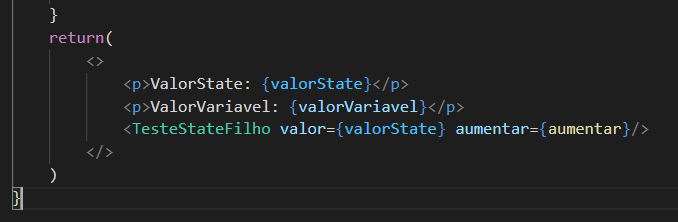 }
return(
<>
<p>ValorState: {valorState}</p>
<p>ValorVariavel: {valorVariavel}</p>
<TesteStateFilho valor={valorState} aumentar={aumentar}/>
</>
)
}